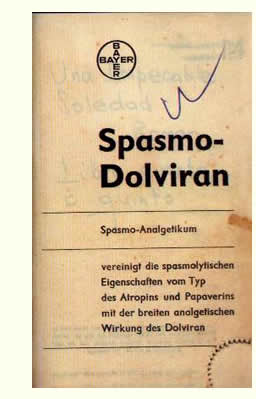 BAYER
BAYER
Spasmo-
Dolviran
Spasmo-Analgetikum
vereinigt die spasmolytischen
Eigenschaften vom Typ
des Atropins und Papaverins
mit der breiten analgetischen
Wirkung des Dolviran